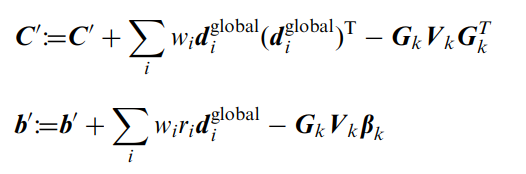 C′:=C′ + ∑_i w_i d_i^global (d_i^global)^T − G_k V_k G_k^T
b′:=b′ + ∑_i w_i r_i d_i^global − G_k V_k β_k